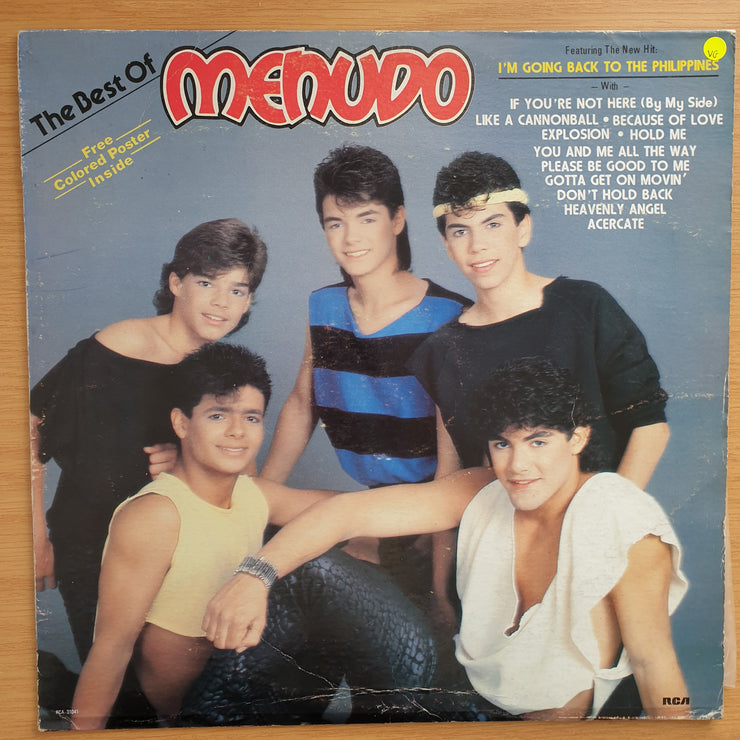 The Best Of
MENUDO
Free
Colored Poster
Inside
Featuring The New Hit:
I'M GOING BACK TO THE PHILIPPINES
VG
— With —
IF YOU'RE NOT HERE (By My Side)
LIKE A CANNONBALL • BECAUSE OF LOVE
EXPLOSION • HOLD ME
YOU AND ME ALL THE WAY
PLEASE BE GOOD TO ME
GOTTA GET ON MOVIN'
DON'T HOLD BACK
HEAVENLY ANGEL
ACERCATE
RCA